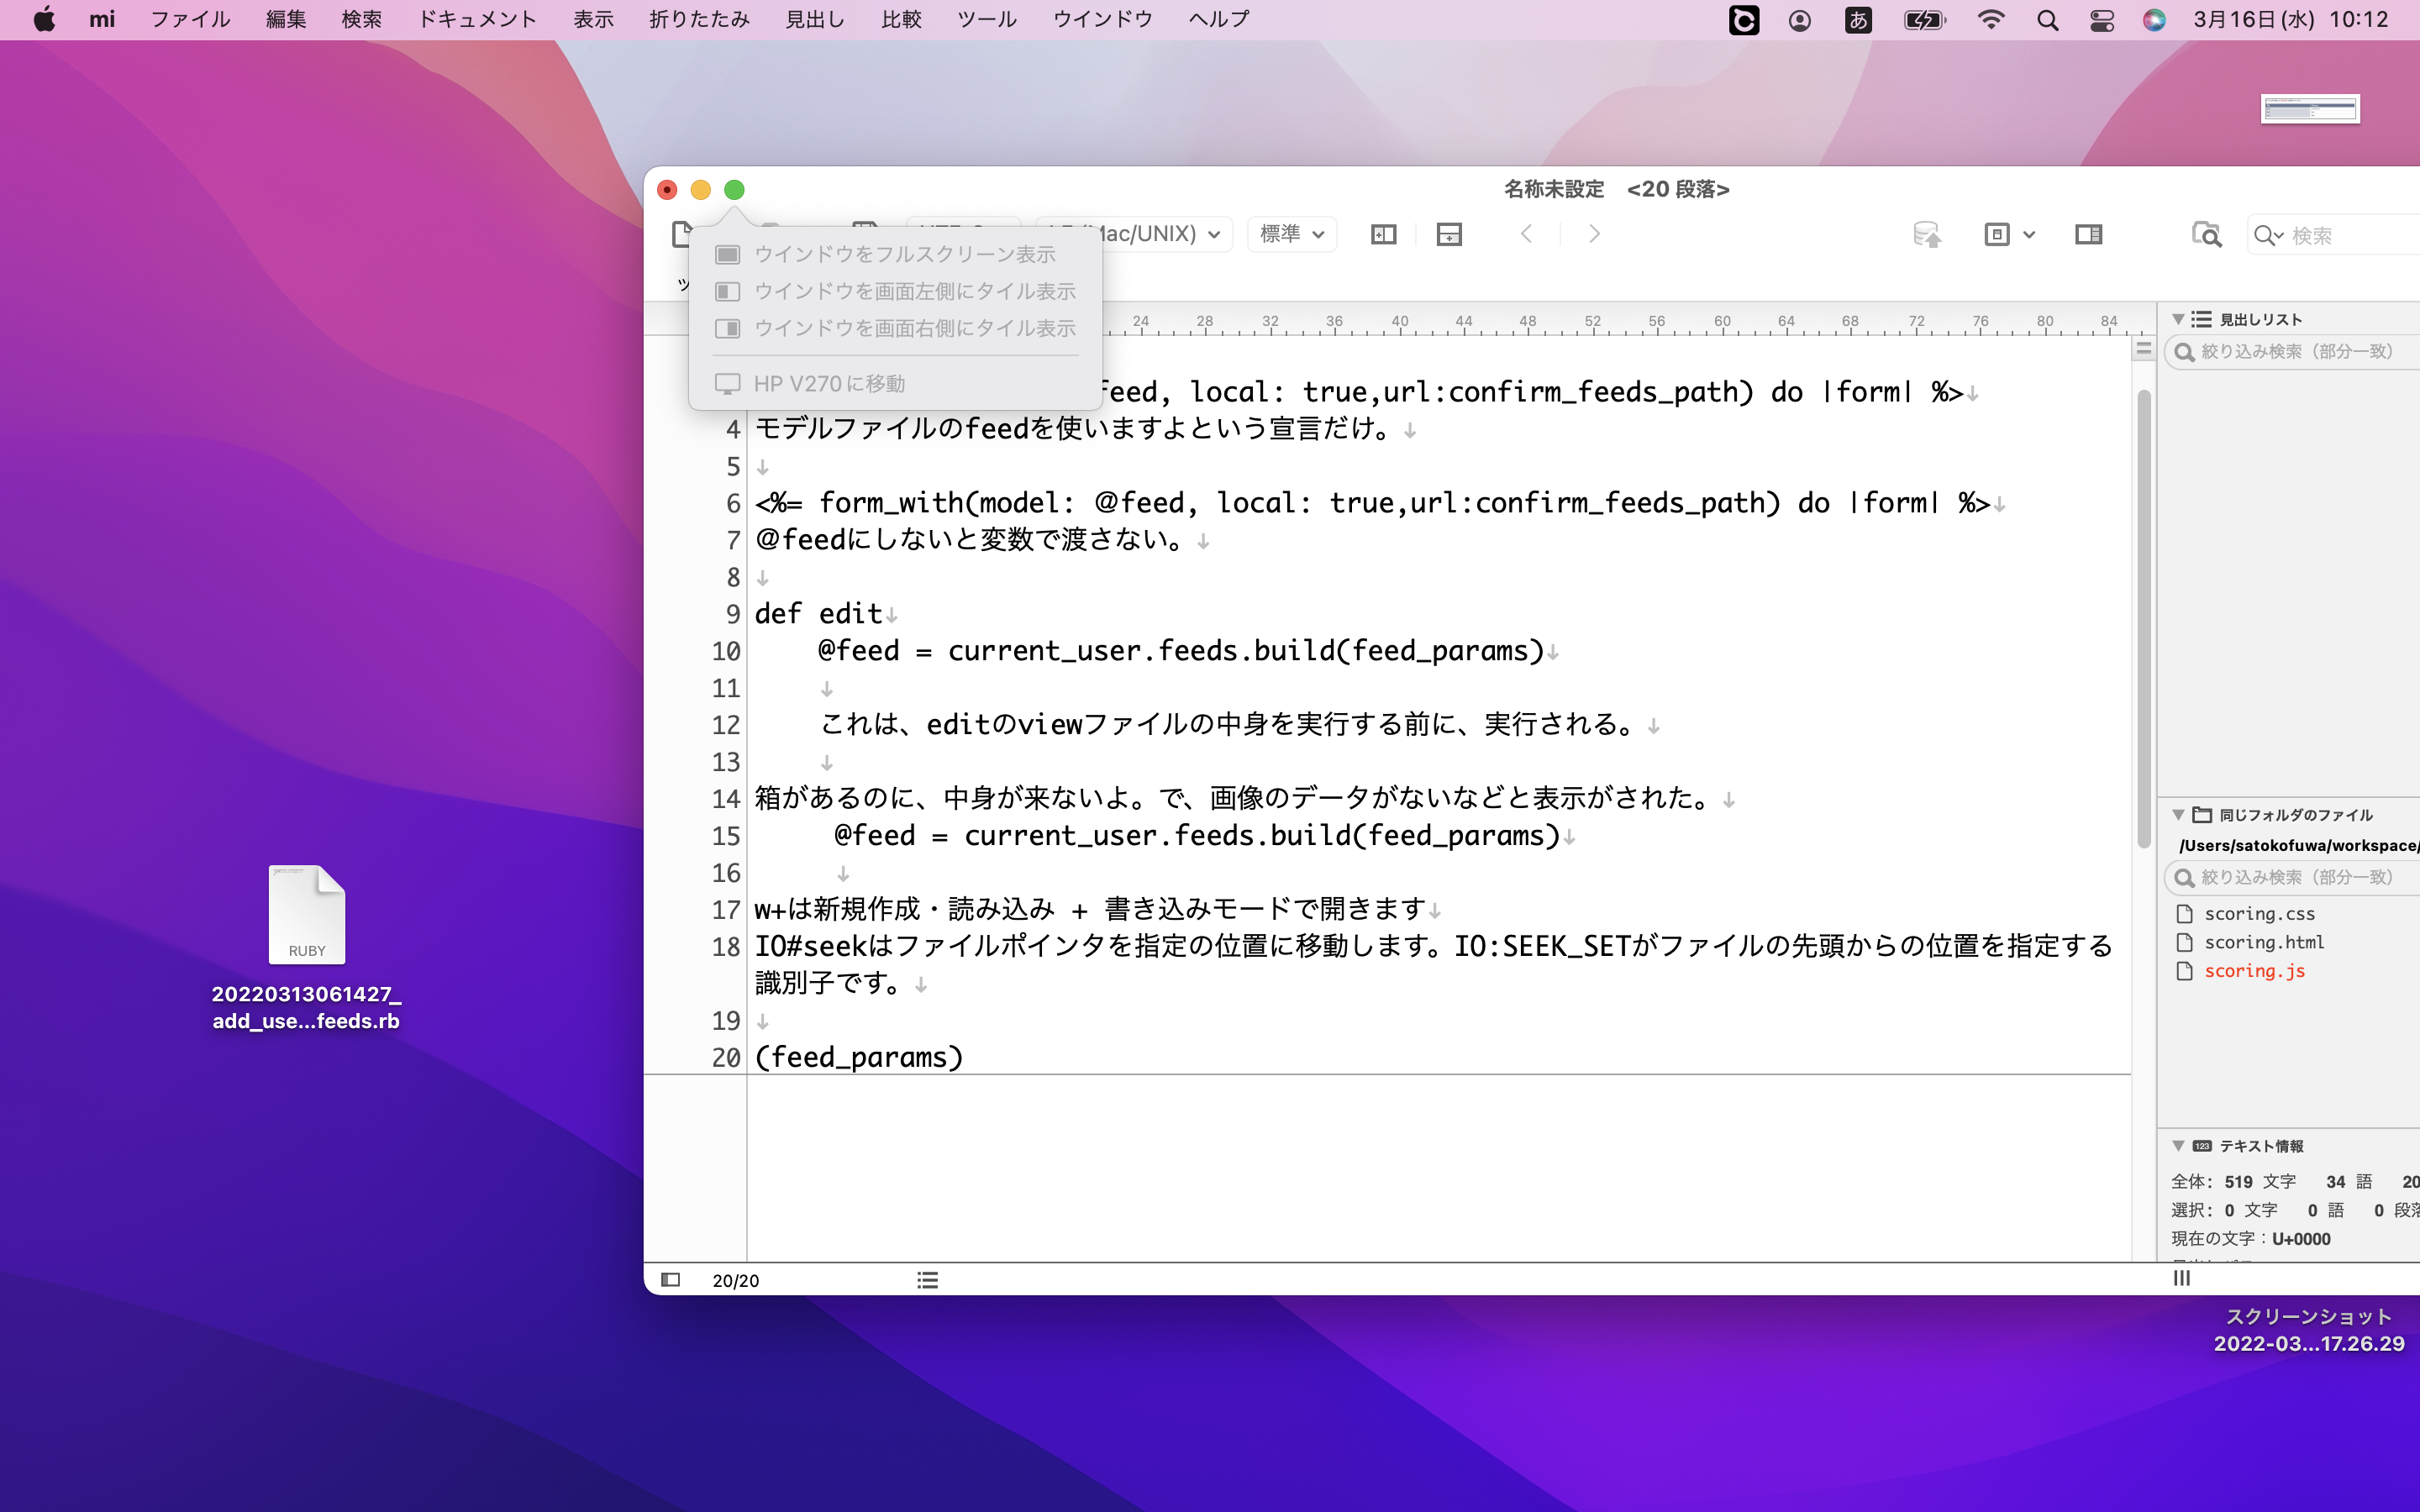 mi ファイル 編集 検索 ドキュメント 表示 折りたたみ 見出し 比較 ツール ウインドウ ヘルプ あ 3月16日(水) 10:12
名称未設定 <20 段落>
Mac/UNIX) 標準 検索
ウインドウをフルスクリーン表示
ウインドウを画面左側にタイル表示
ウインドウを画面右側にタイル表示
HP V270に移動
24 28 32 36 40 44 48 52 56 60 64 68 72 76 80 84
feed, local: true,url:confirm_feeds_path) do |form| %>↓
4 モデルファイルのfeedを使いますよという宣言だけ。↓
5 ↓
6 <%= form_with(model: @feed, local: true,url:confirm_feeds_path) do |form| %>↓
7 @feedにしないと変数で渡さない。↓
8 ↓
9 def edit↓
10 @feed = current_user.feeds.build(feed_params)↓
11 ↓
12 これは、editのviewファイルの中身を実行する前に、実行される。↓
13 ↓
14 箱があるのに、中身が来ないよ。で、画像のデータがないなどと表示がされた。↓
15 @feed = current_user.feeds.build(feed_params)↓
16 ↓
17 w+は新規作成・読み込み + 書き込みモードで開きます↓
18 IO#seekはファイルポインタを指定の位置に移動します。IO:SEEK_SETがファイルの先頭からの位置を指定する
識別子です。↓
19 ↓
20 (feed_params)
20/20
見出しリスト
絞り込み検索（部分一致）
同じフォルダのファイル
/Users/satokofuwa/workspace/
絞り込み検索（部分一致）
scoring.css
scoring.html
scoring.js
123 テキスト情報
全体: 519 文字 34 語 20
選択: 0 文字 0 語 0 段落
現在の文字：U+0000
RUBY
20220313061427_
add_use...feeds.rb
スクリーンショット
2022-03...17.26.29